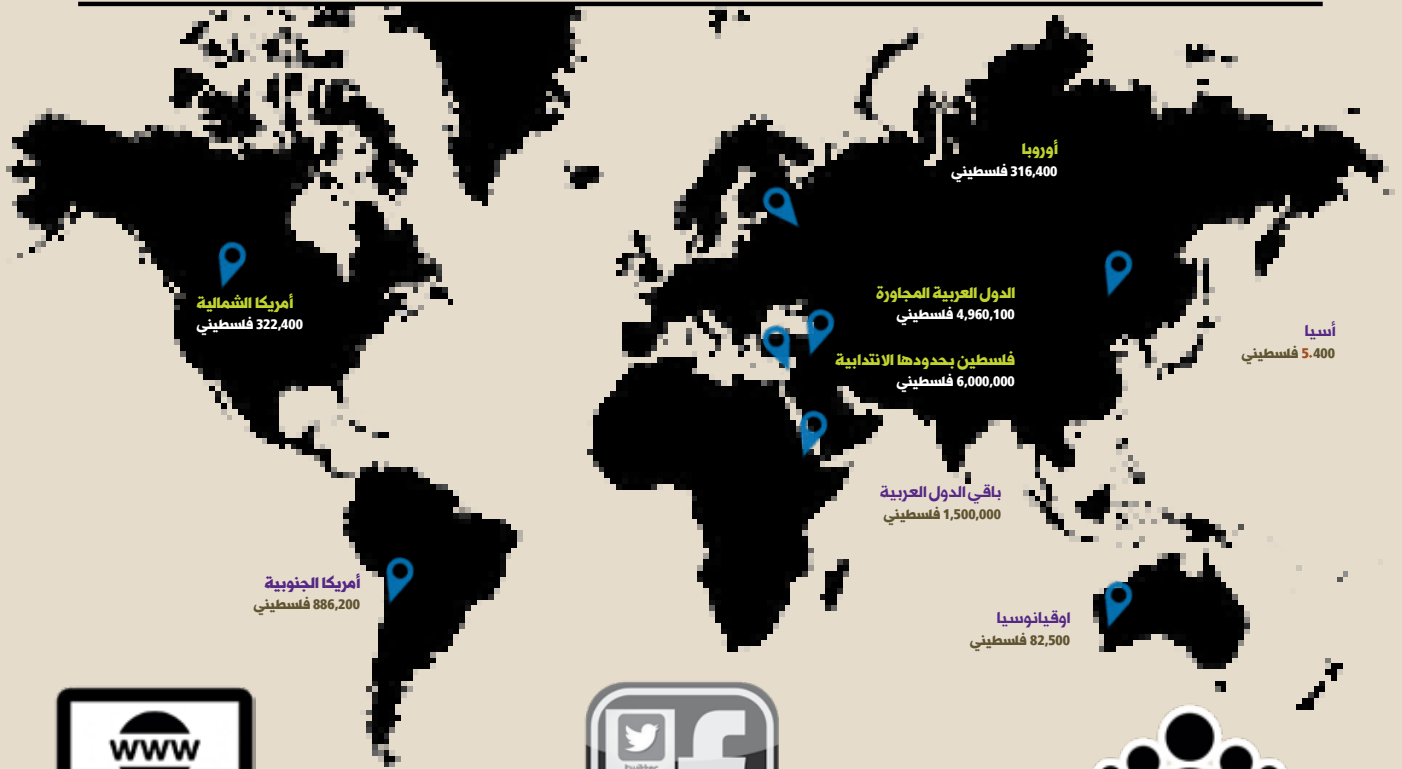 أوروبا
316,400 فلسطيني
أمريكا الشمالية
322,400 فلسطيني
الدول العربية المجاورة
4,960,100 فلسطيني
أسيا
5.400 فلسطيني
فلسطين بحدودها الانتدابية
6,000,000 فلسطيني
باقي الدول العربية
1,500,000 فلسطيني
أمريكا الجنوبية
886,200 فلسطيني
اوقيانوسيا
82,500 فلسطيني
www
twitter